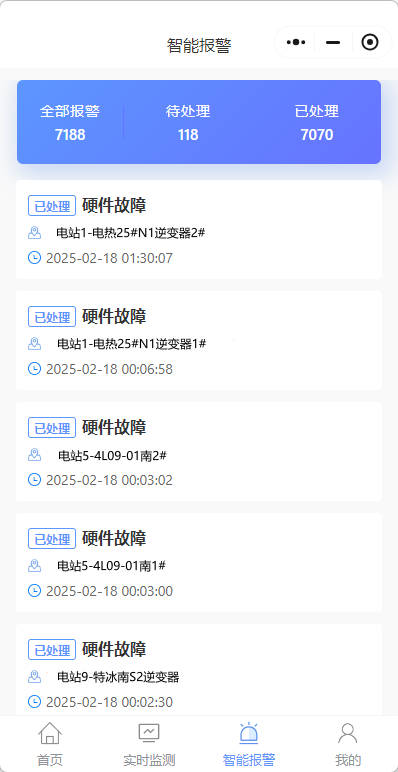 智能报警
全部报警 待处理 已处理
7188 118 7070
已处理 硬件故障
电站1-电热25#N1逆变器2#
2025-02-18 01:30:07
已处理 硬件故障
电站1-电热25#N1逆变器1#
2025-02-18 00:06:58
已处理 硬件故障
电站5-4L09-01南2#
2025-02-18 00:03:02
已处理 硬件故障
电站5-4L09-01南1#
2025-02-18 00:03:00
已处理 硬件故障
电站9-特冰南S2逆变器
2025-02-18 00:02:30
首页 实时监测 智能报警 我的